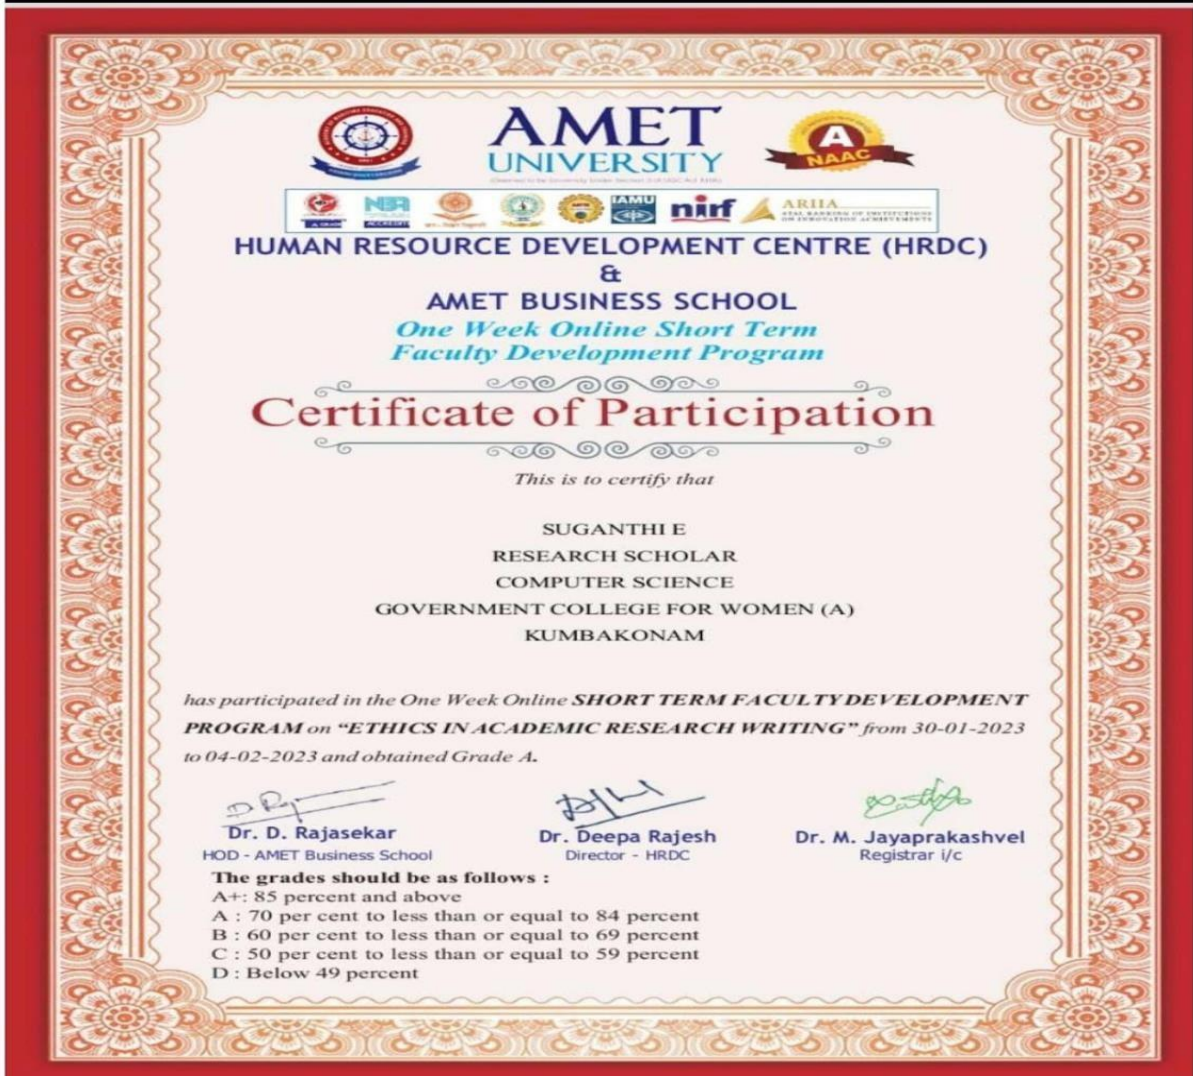 AMET
UNIVERSITY
A
NAAC
NBA
IAMU
nirf
ARIIA
HUMAN RESOURCE DEVELOPMENT CENTRE (HRDC)
&
AMET BUSINESS SCHOOL
One Week Online Short Term
Faculty Development Program
Certificate of Participation
This is to certify that
SUGANTHI E
RESEARCH SCHOLAR
COMPUTER SCIENCE
GOVERNMENT COLLEGE FOR WOMEN (A)
KUMBAKONAM
has participated in the One Week Online SHORT TERM FACULTY DEVELOPMENT
PROGRAM on “ETHICS IN ACADEMIC RESEARCH WRITING” from 30-01-2023
to 04-02-2023 and obtained Grade A.
Dr. D. Rajasekar
HOD - AMET Business School
Dr. Deepa Rajesh
Director - HRDC
Dr. M. Jayaprakashvel
Registrar i/c
The grades should be as follows :
A+: 85 percent and above
A : 70 per cent to less than or equal to 84 percent
B : 60 per cent to less than or equal to 69 percent
C : 50 per cent to less than or equal to 59 percent
D : Below 49 percent